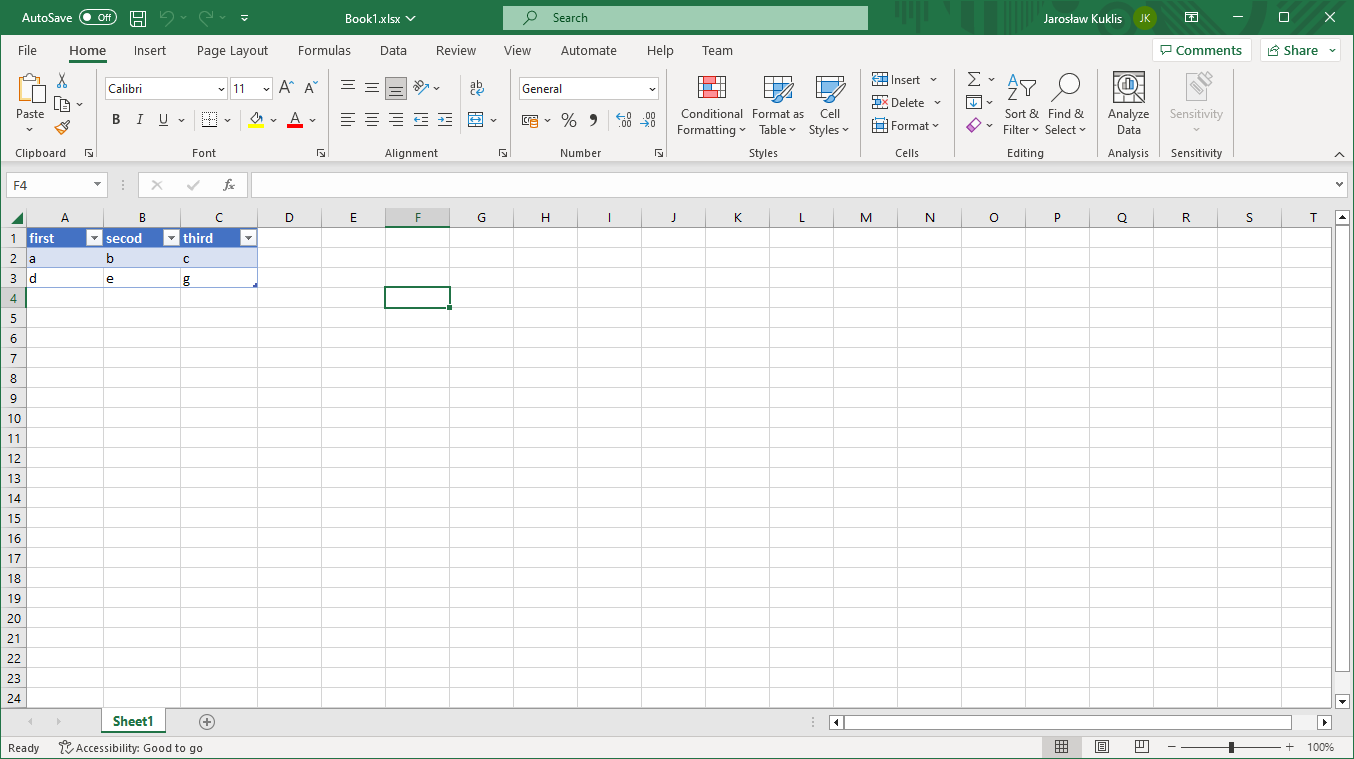 AutoSave Off Book1.xlsx Search Jarosław Kuklis JK
File Home Insert Page Layout Formulas Data Review View Automate Help Team Comments Share
Paste
Clipboard
Calibri 11
B I U A
Font
ab
Alignment
General
% 9
Number
Conditional Formatting
Format as Table
Cell Styles
Styles
Insert
Delete
Format
Cells
Sort & Filter
Find & Select
Editing
Analyze Data
Analysis
Sensitivity
Sensitivity
F4 fx
A B C D E F G H I J K L M N O P Q R S T
1 first secod third
2 a b c
3 d e g
4
5
6
7
8
9
10
11
12
13
14
15
16
17
18
19
20
21
22
23
24
Sheet1
Ready Accessibility: Good to go 100%